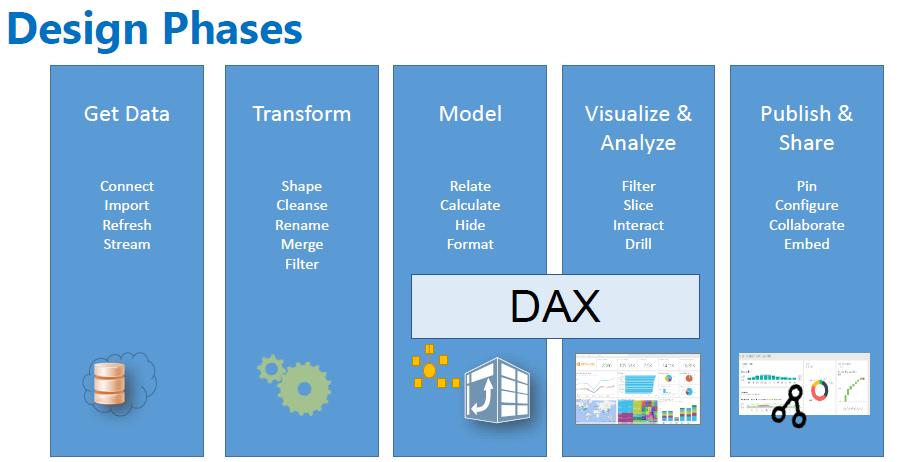 Design Phases
Get Data
Connect
Import
Refresh
Stream
Transform
Shape
Cleanse
Rename
Merge
Filter
Model
Relate
Calculate
Hide
Format
Visualize &
Analyze
Filter
Slice
Interact
Drill
Publish &
Share
Pin
Configure
Collaborate
Embed
DAX